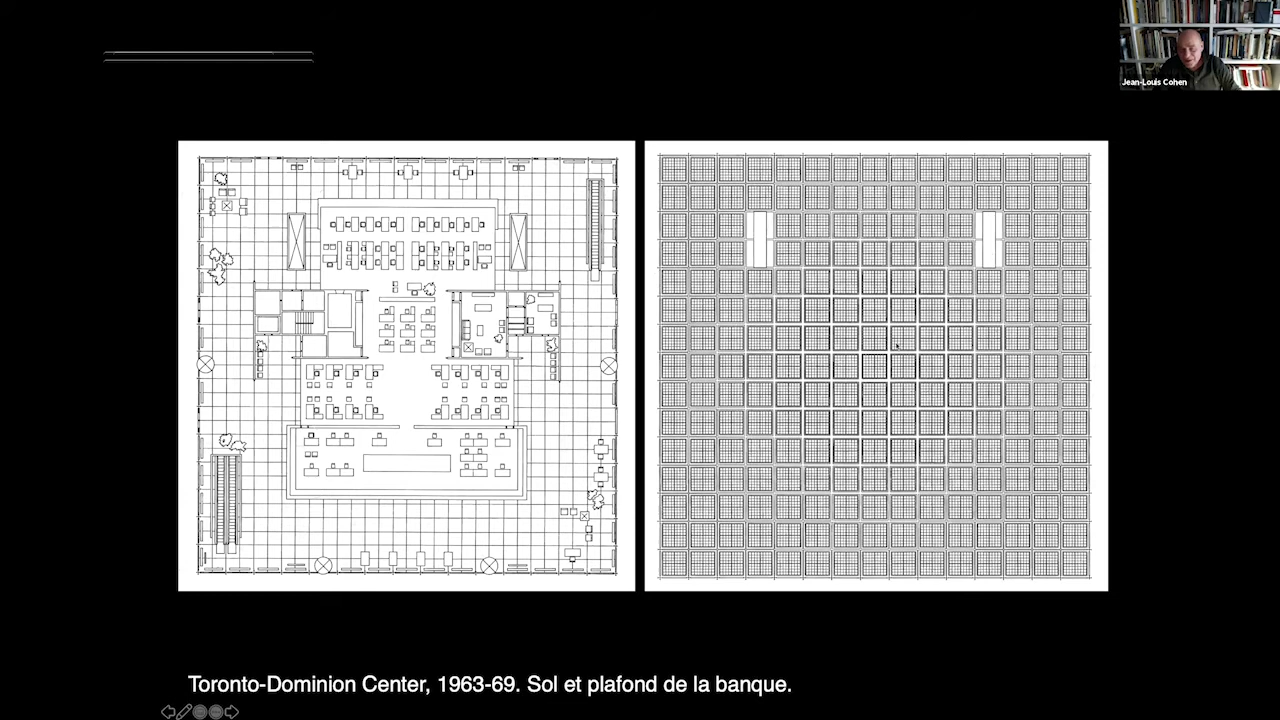 Jean-Louis Cohen
Toronto-Dominion Center, 1963-69. Sol et plafond de la banque.